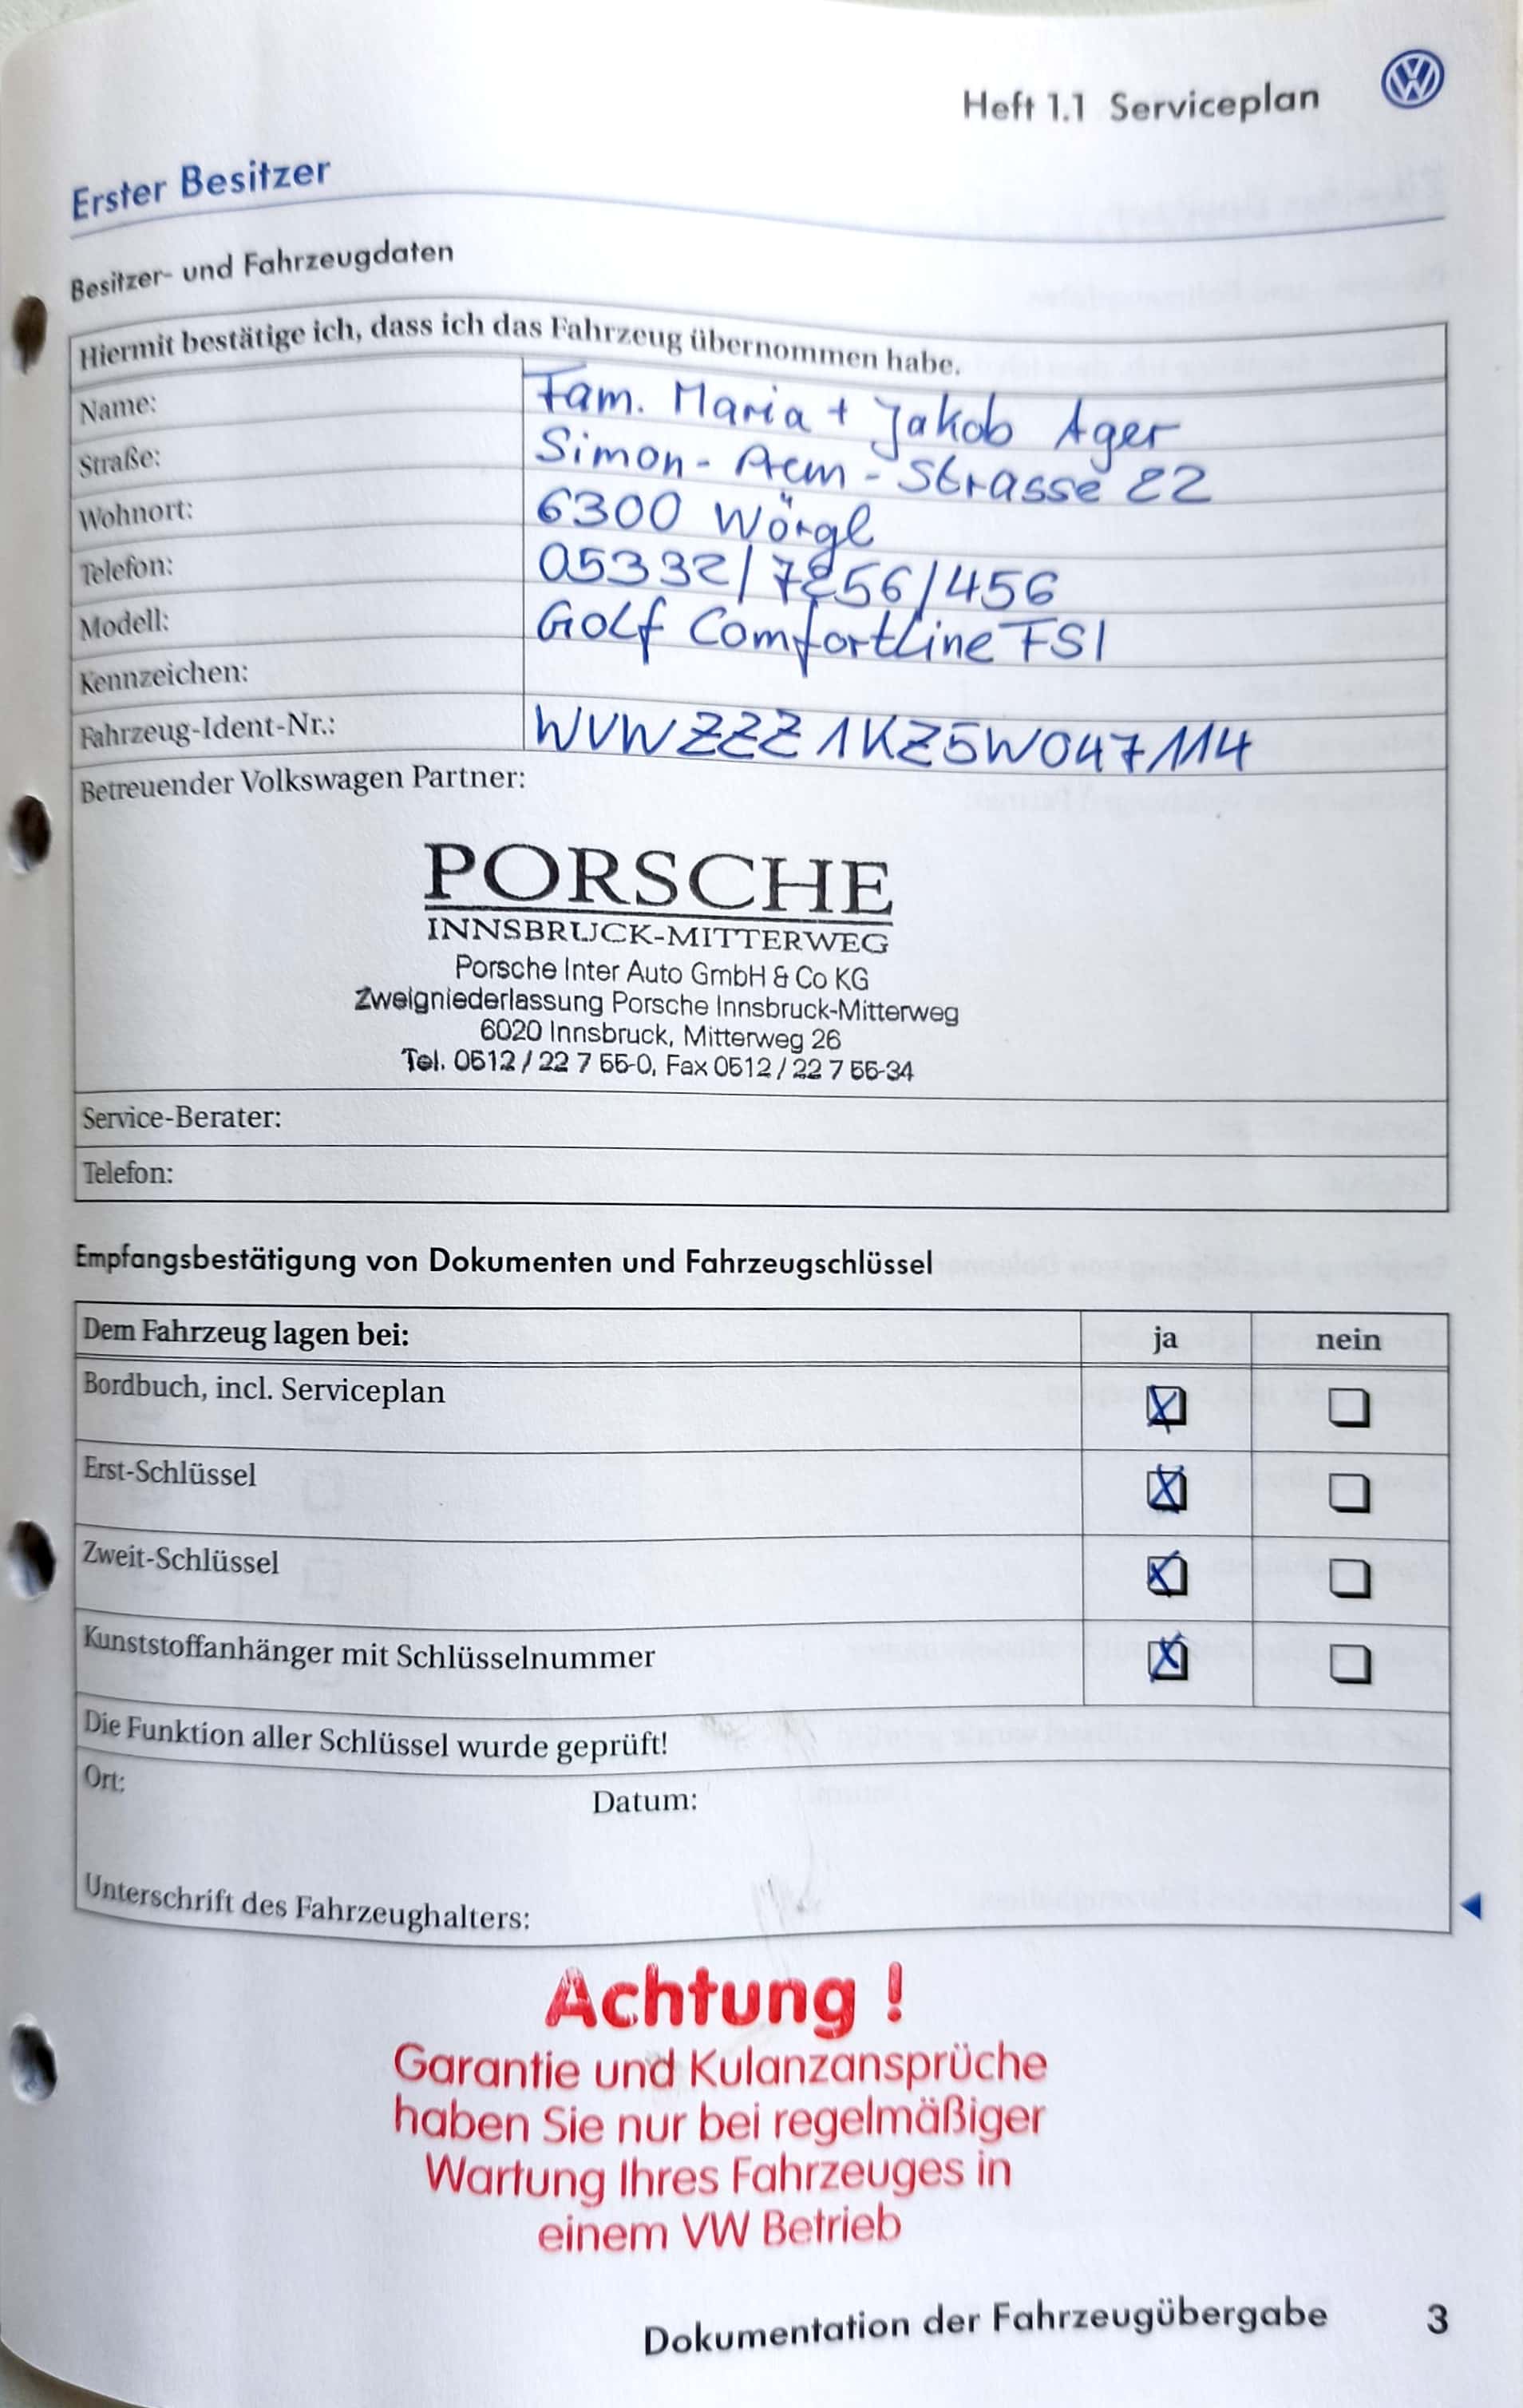 Heft 1.1 Serviceplan
Erster Besitzer
Besitzer- und Fahrzeugdaten
Hiermit bestätige ich, dass ich das Fahrzeug übernommen habe.
Name: Fam. Maria + Jakob Ager
Straße: Simon- - Strasse 22
Wohnort: 6300 Wörgl
Telefon: 05332/7256/456
Modell: Golf Comfortline FSI
Kennzeichen:
Fahrzeug-Ident-Nr.: WVWZZZ1KZ5W047114
Betreuender Volkswagen Partner:
PORSCHE
INNSBRUCK-MITTERWEG
Porsche Inter Auto GmbH & Co KG
Zweigniederlassung Porsche Innsbruck-Mitterweg
6020 Innsbruck, Mitterweg 26
Tel. 0512 / 22 7 55-0, Fax 0512 / 22 7 55-34
Service-Berater:
Telefon:
Empfangsbestätigung von Dokumenten und Fahrzeugschlüssel
Dem Fahrzeug lagen bei: ja nein
Bordbuch, incl. Serviceplan
Erst-Schlüssel
Zweit-Schlüssel
Kunststoffanhänger mit Schlüsselnummer
Die Funktion aller Schlüssel wurde geprüft!
Ort: Datum:
Unterschrift des Fahrzeughalters:
Achtung !
Garantie und Kulanzansprüche
haben Sie nur bei regelmäßiger
Wartung Ihres Fahrzeuges in
einem VW Betrieb
Dokumentation der Fahrzeugübergabe 3